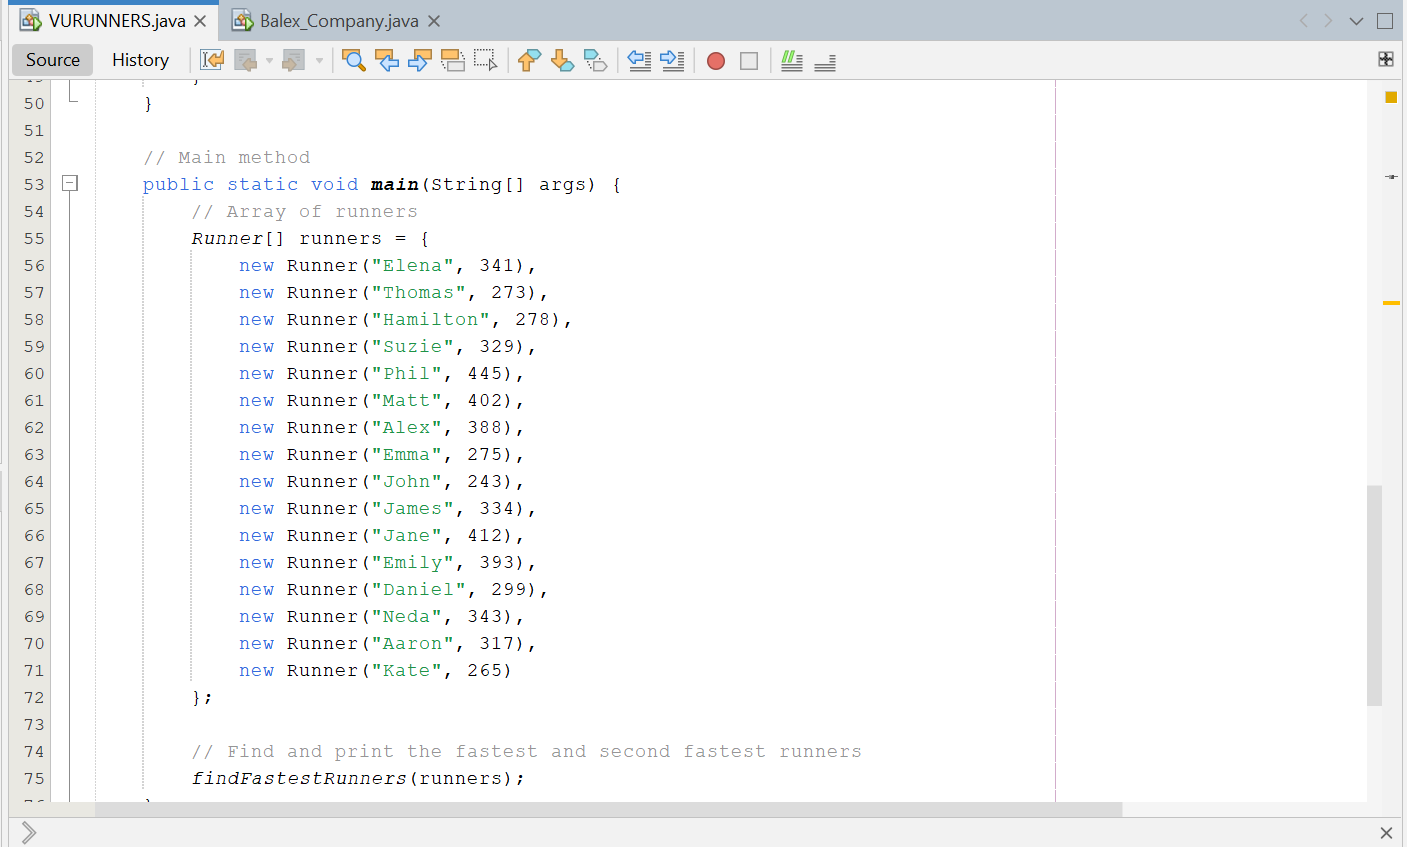 VURUNNERS.java Balex_Company.java
Source History
50 }
51
52 // Main method
53 public static void main(String[] args) {
54 // Array of runners
55 Runner[] runners = {
56 new Runner("Elena", 341),
57 new Runner("Thomas", 273),
58 new Runner("Hamilton", 278),
59 new Runner("Suzie", 329),
60 new Runner("Phil", 445),
61 new Runner("Matt", 402),
62 new Runner("Alex", 388),
63 new Runner("Emma", 275),
64 new Runner("John", 243),
65 new Runner("James", 334),
66 new Runner("Jane", 412),
67 new Runner("Emily", 393),
68 new Runner("Daniel", 299),
69 new Runner("Neda", 343),
70 new Runner("Aaron", 317),
71 new Runner("Kate", 265)
72 };
73
74 // Find and print the fastest and second fastest runners
75 findFastestRunners(runners);